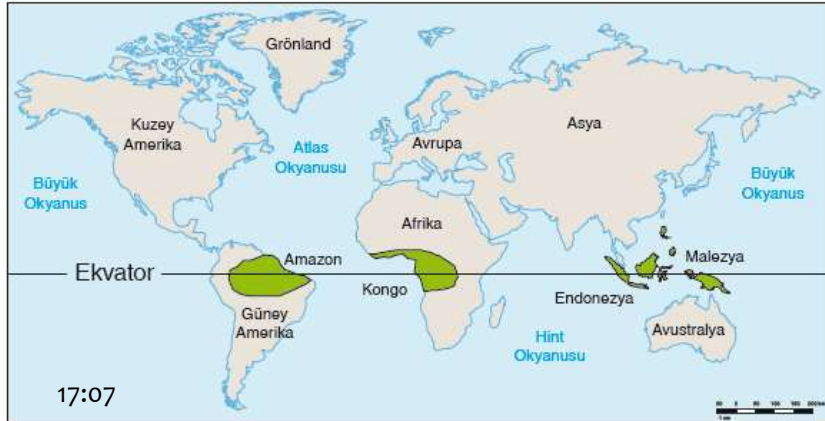 Grönland
Kuzey
Amerika
Atlas
Okyanusu
Avrupa
Asya
Büyük
Okyanus
Büyük
Okyanus
Afrika
Ekvator
Amazon
Kongo
Malezya
Endonezya
Güney
Amerika
Hint
Okyanusu
Avustralya
17:07